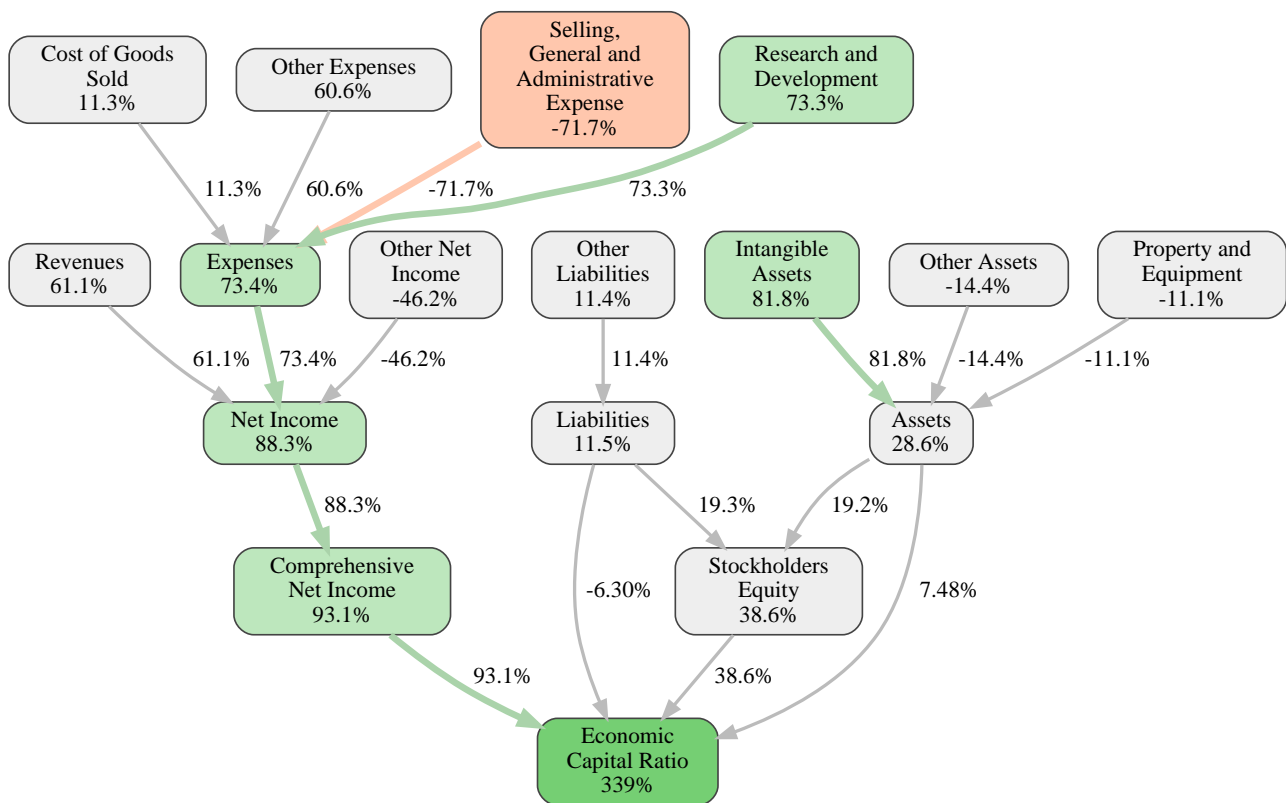 Cost of Goods
Sold
11.3%
Other Expenses
60.6%
Selling,
General and
Administrative
Expense
-71.7%
Research and
Development
73.3%
11.3%
60.6%
-71.7%
73.3%
Revenues
61.1%
Expenses
73.4%
Other Net
Income
-46.2%
Other
Liabilities
11.4%
Intangible
Assets
81.8%
Other Assets
-14.4%
Property and
Equipment
-11.1%
61.1%
73.4%
-46.2%
11.4%
81.8%
-14.4%
-11.1%
Net Income
88.3%
Liabilities
11.5%
Assets
28.6%
88.3%
19.3%
19.2%
Comprehensive
Net Income
93.1%
-6.30%
Stockholders
Equity
38.6%
7.48%
93.1%
38.6%
Economic
Capital Ratio
339%